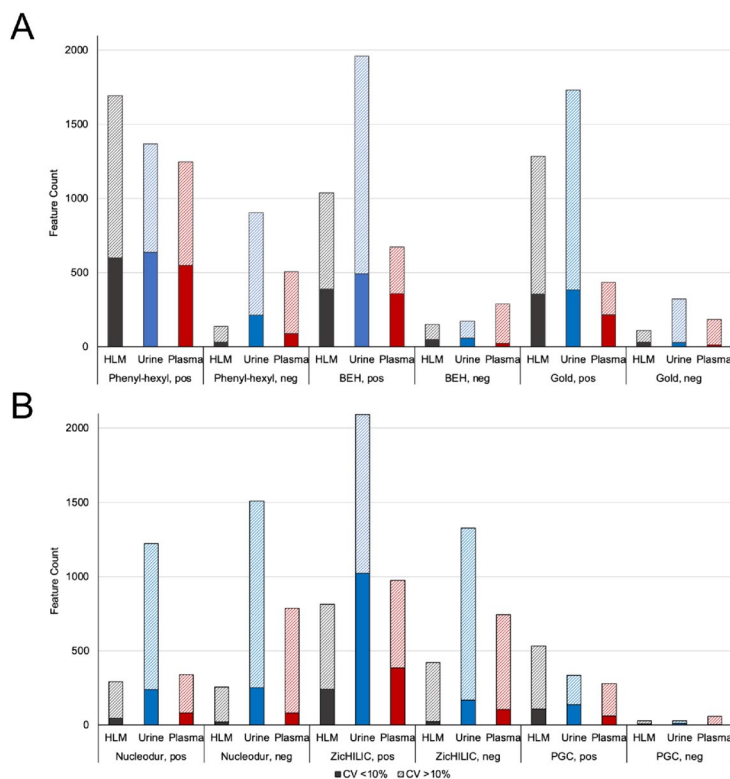 A
2000
1500
1000
500
0
Feature Count
HLM Urine Plasma HLM Urine Plasma HLM Urine Plasma HLM Urine Plasma HLM Urine Plasma HLM Urine Plasma
Phenyl-hexyl, pos Phenyl-hexyl, neg BEH, pos BEH, neg Gold, pos Gold, neg
B
2000
1500
1000
500
0
Feature Count
HLM Urine Plasma HLM Urine Plasma HLM Urine Plasma HLM Urine Plasma HLM Urine Plasma HLM Urine Plasma
Nucleodur, pos Nucleodur, neg ZicHILIC, pos ZicHILIC, neg PGC, pos PGC, neg
CV <10% CV >10%